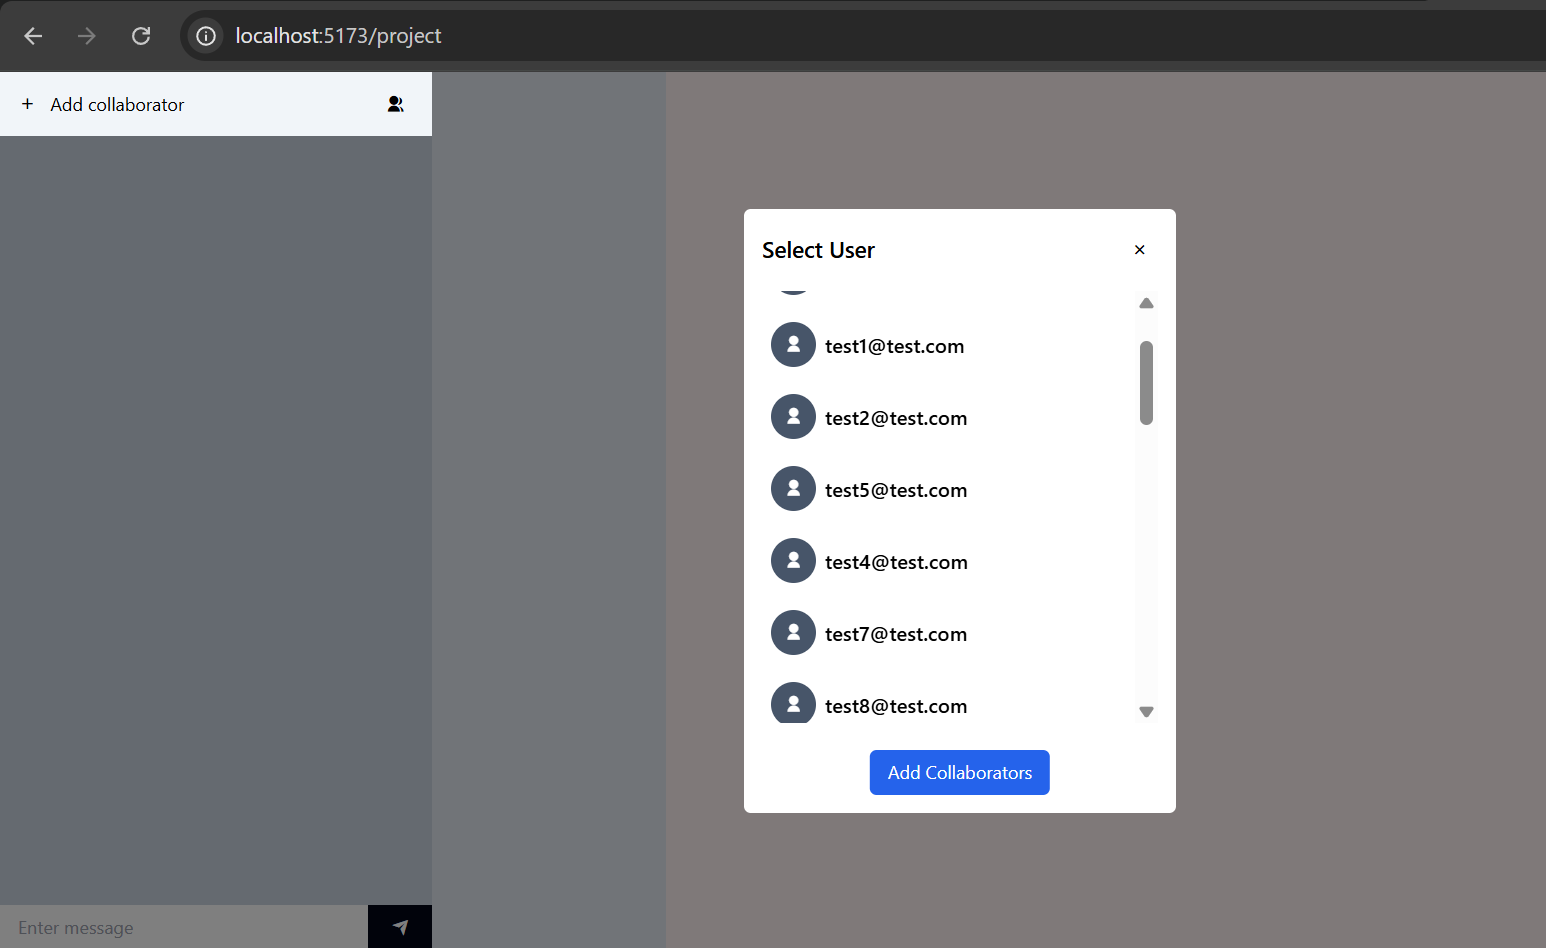 localhost:5173/project
+ Add collaborator
Select User ×
test1@test.com
test2@test.com
test5@test.com
test4@test.com
test7@test.com
test8@test.com
Add Collaborators
Enter message